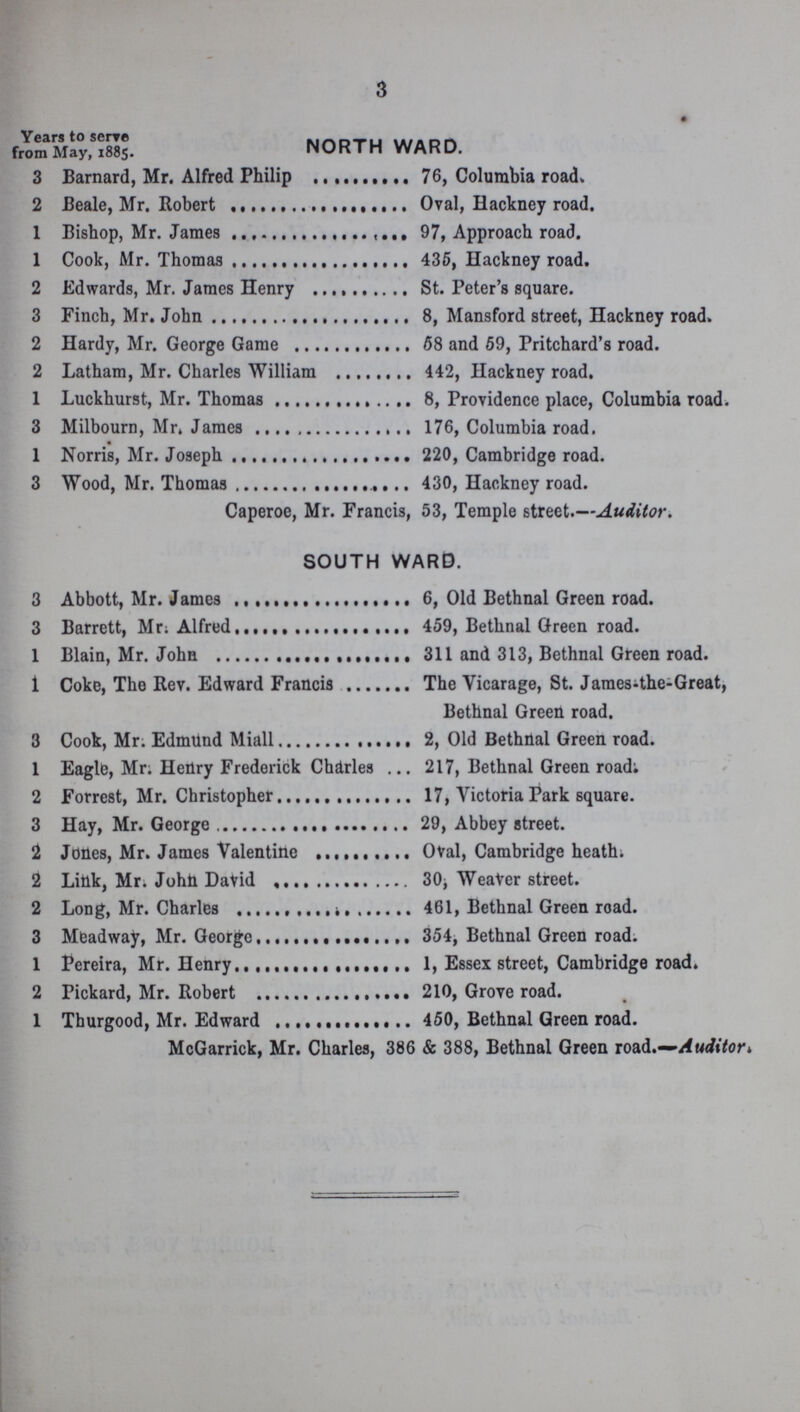 3
Years to serve
from May, 1885.
NORTH WARD.
3 Barnard, Mr. Alfred Philip .......... 76, Columbia road.
2 Beale, Mr. Robert .................. Oval, Hackney road.
1 Bishop, Mr. James .................. 97, Approach road.
1 Cook, Mr. Thomas .................. 435, Hackney road.
2 Edwards, Mr. James Henry .......... St. Peter's square.
3 Finch, Mr. John .................... 8, Mansford street, Hackney road.
2 Hardy, Mr. George Game ............ 58 and 59, Pritchard's road.
2 Latham, Mr. Charles William ........ 442, Hackney road.
1 Luckhurst, Mr. Thomas .............. 8, Providence place, Columbia road.
3 Milbourn, Mr. James ................ 176, Columbia road.
1 Norris, Mr. Joseph .................. 220, Cambridge road.
3 Wood, Mr. Thomas .................. 430, Hackney road.
Caperoe, Mr. Francis, 53, Temple street.—Auditor.
SOUTH WARD.
3 Abbott, Mr. James .................. 6, Old Bethnal Green road.
3 Barrett, Mr. Alfred .................. 459, Bethnal Green road.
1 Blain, Mr. John .................... 311 and 313, Bethnal Green road.
1 Coke, The Rev. Edward Francis ....... The Vicarage, St. James-the-Great,
Bethnal Green road.
3 Cook, Mr. Edmund Miall .............. 2, Old Bethnal Green road.
1 Eagle, Mr. Henry Frederick Charles ... 217, Bethnal Green road.
2 Forrest, Mr. Christopher .............. 17, Victoria Park square.
3 Hay, Mr. George .................... 29, Abbey street.
2 Jones, Mr. James Valentine .......... Oval, Cambridge heath.
2 Link, Mr. John David .............. 30, Weaver street.
2 Long, Mr. Charles .................. 461, Bethnal Green road.
3 Meadway, Mr. George ................ 354, Bethnal Green road.
1 Pereira, Mr. Henry .................. 1, Essex street, Cambridge road.
2 Pickard, Mr. Robert ................ 210, Grove road.
1 Thurgood, Mr. Edward .............. 450, Bethnal Green road.
McGarrick, Mr. Charles, 386 & 388, Bethnal Green road.—Auditor.